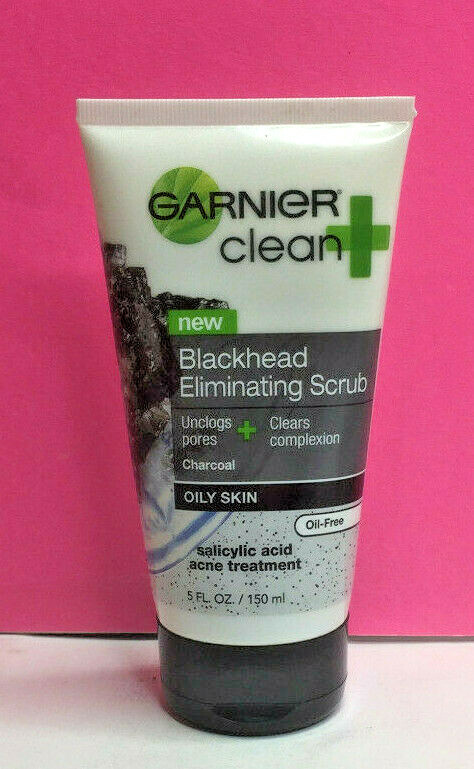 GARNIER®
clean+
new
Blackhead
Eliminating Scrub
Unclogs pores + Clears complexion
Charcoal
OILY SKIN
Oil-Free
salicylic acid
acne treatment
5 FL. OZ. / 150 ml